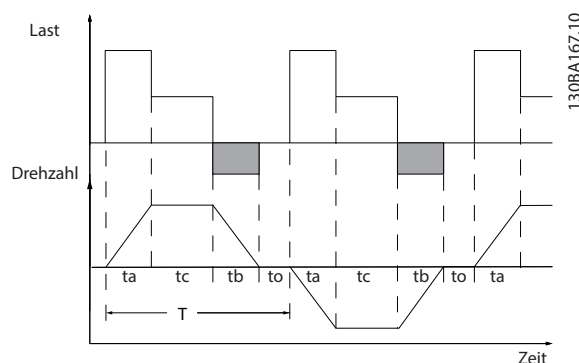 Last
130BA167.10
Drehzahl
ta tc tb to ta tc tb to ta
T
Zeit